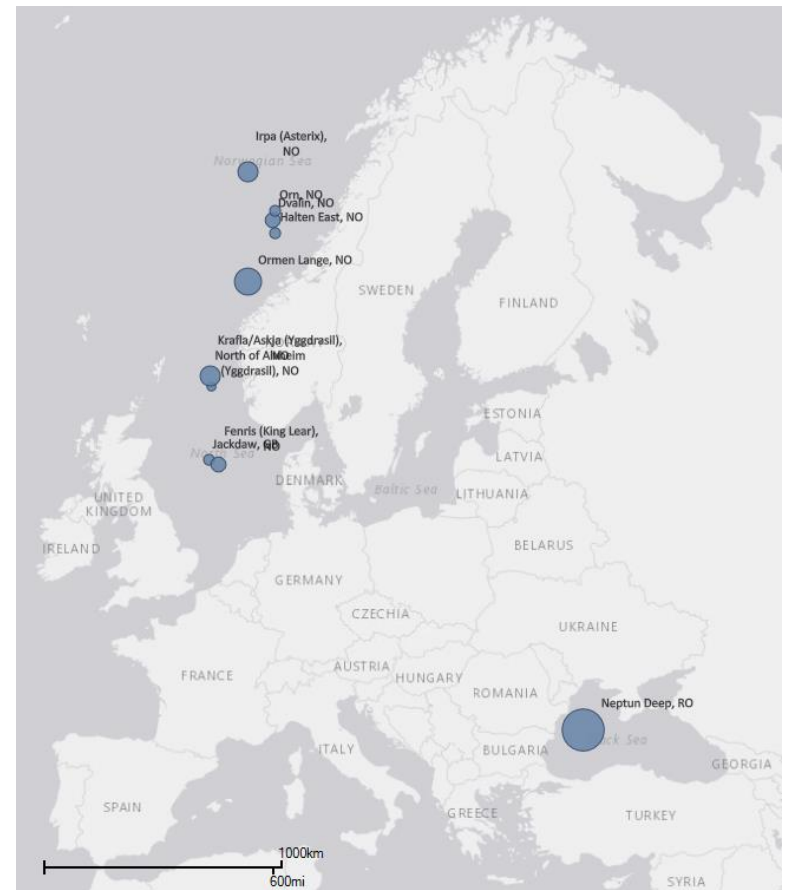 Irpa (Asterix),
NO
Norwegian Sea
Orn, NO
Dvalin, NO
Halten East, NO
Ormen Lange, NO
SWEDEN
FINLAND
Krafla/Askja (Yggdrasil),
NO
North of Alvheim
(Yggdrasil), NO
ESTONIA
Fenris (King Lear),
NO
Jackdaw, GB
North Sea
LATVIA
DENMARK
Baltic Sea
LITHUANIA
UNITED
KINGDOM
IRELAND
BELARUS
GERMANY
CZECHIA
UKRAINE
AUSTRIA
FRANCE
HUNGARY
ROMANIA
Neptun Deep, RO
Black Sea
ITALY
BULGARIA
GEORGIA
SPAIN
GREECE
TURKEY
1000km
600mi
SYRIA